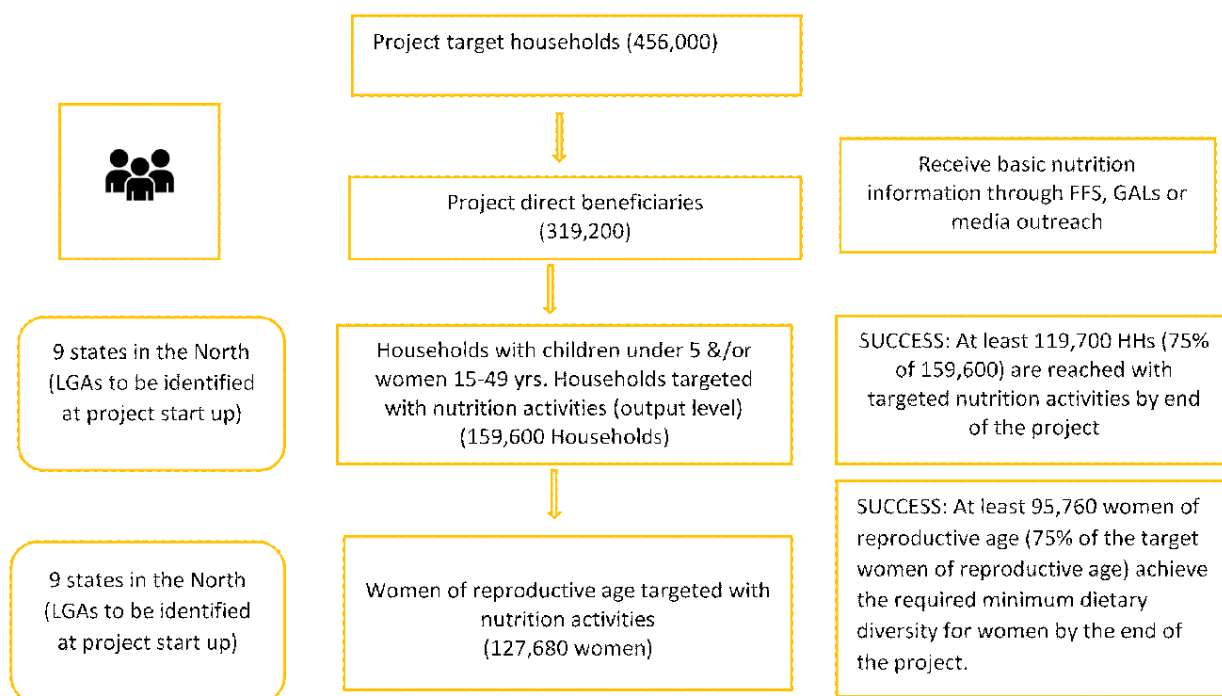 Project target households (456,000)
Project direct beneficiaries
(319,200)
Receive basic nutrition
information through FFS, GALs or
media outreach
9 states in the North
(LGAs to be identified
at project start up)
Households with children under 5 &/or
women 15-49 yrs. Households targeted
with nutrition activities (output level)
(159,600 Households)
SUCCESS: At least 119,700 HHs (75%
of 159,600) are reached with
targeted nutrition activities by end
of the project
9 states in the North
(LGAs to be identified
at project start up)
Women of reproductive age targeted with
nutrition activities
(127,680 women)
SUCCESS: At least 95,760 women of
reproductive age (75% of the target
women of reproductive age) achieve
the required minimum dietary
diversity for women by the end of
the project.